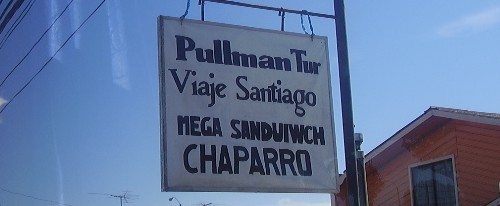 Pullman Tur
Viaje Santiago
MEGA SANDUIWCH
CHAPARRO